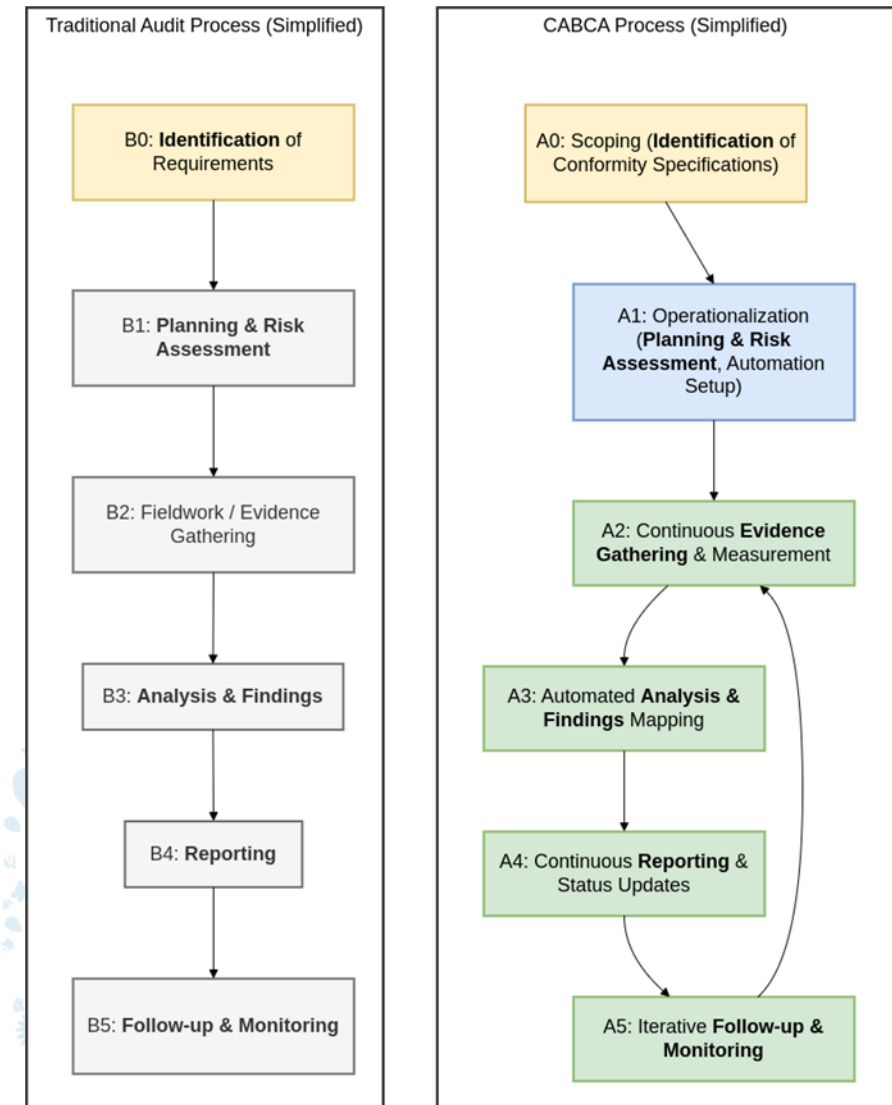 Traditional Audit Process (Simplified)
B0: Identification of
Requirements
B1: Planning & Risk
Assessment
B2: Fieldwork / Evidence
Gathering
B3: Analysis & Findings
B4: Reporting
B5: Follow-up & Monitoring
CABCA Process (Simplified)
A0: Scoping (Identification of
Conformity Specifications)
A1: Operationalization
(Planning & Risk
Assessment, Automation
Setup)
A2: Continuous Evidence
Gathering & Measurement
A3: Automated Analysis &
Findings Mapping
A4: Continuous Reporting &
Status Updates
A5: Iterative Follow-up &
Monitoring